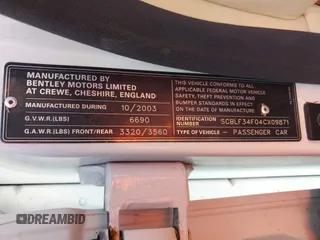 MANUFACTURED BY
BENTLEY MOTORS LIMITED
AT CREWE, CHESHIRE, ENGLAND
MANUFACTURED DURING 10/2003
G.V.W.R.(LBS) 6690
G.A.W.R.(LBS) FRONT/REAR 3320/3560
THIS VEHICLE CONFORMS TO ALL
APPLICABLE FEDERAL MOTOR VEHICLE
SAFETY, THEFT PREVENTION AND
BUMPER STANDARDS IN EFFECT
ON DATE OF MANUFACTURE
IDENTIFICATION NUMBER SCBLF34F04CX09871
TYPE OF VEHICLE - PASSENGER CAR
DREAMBID